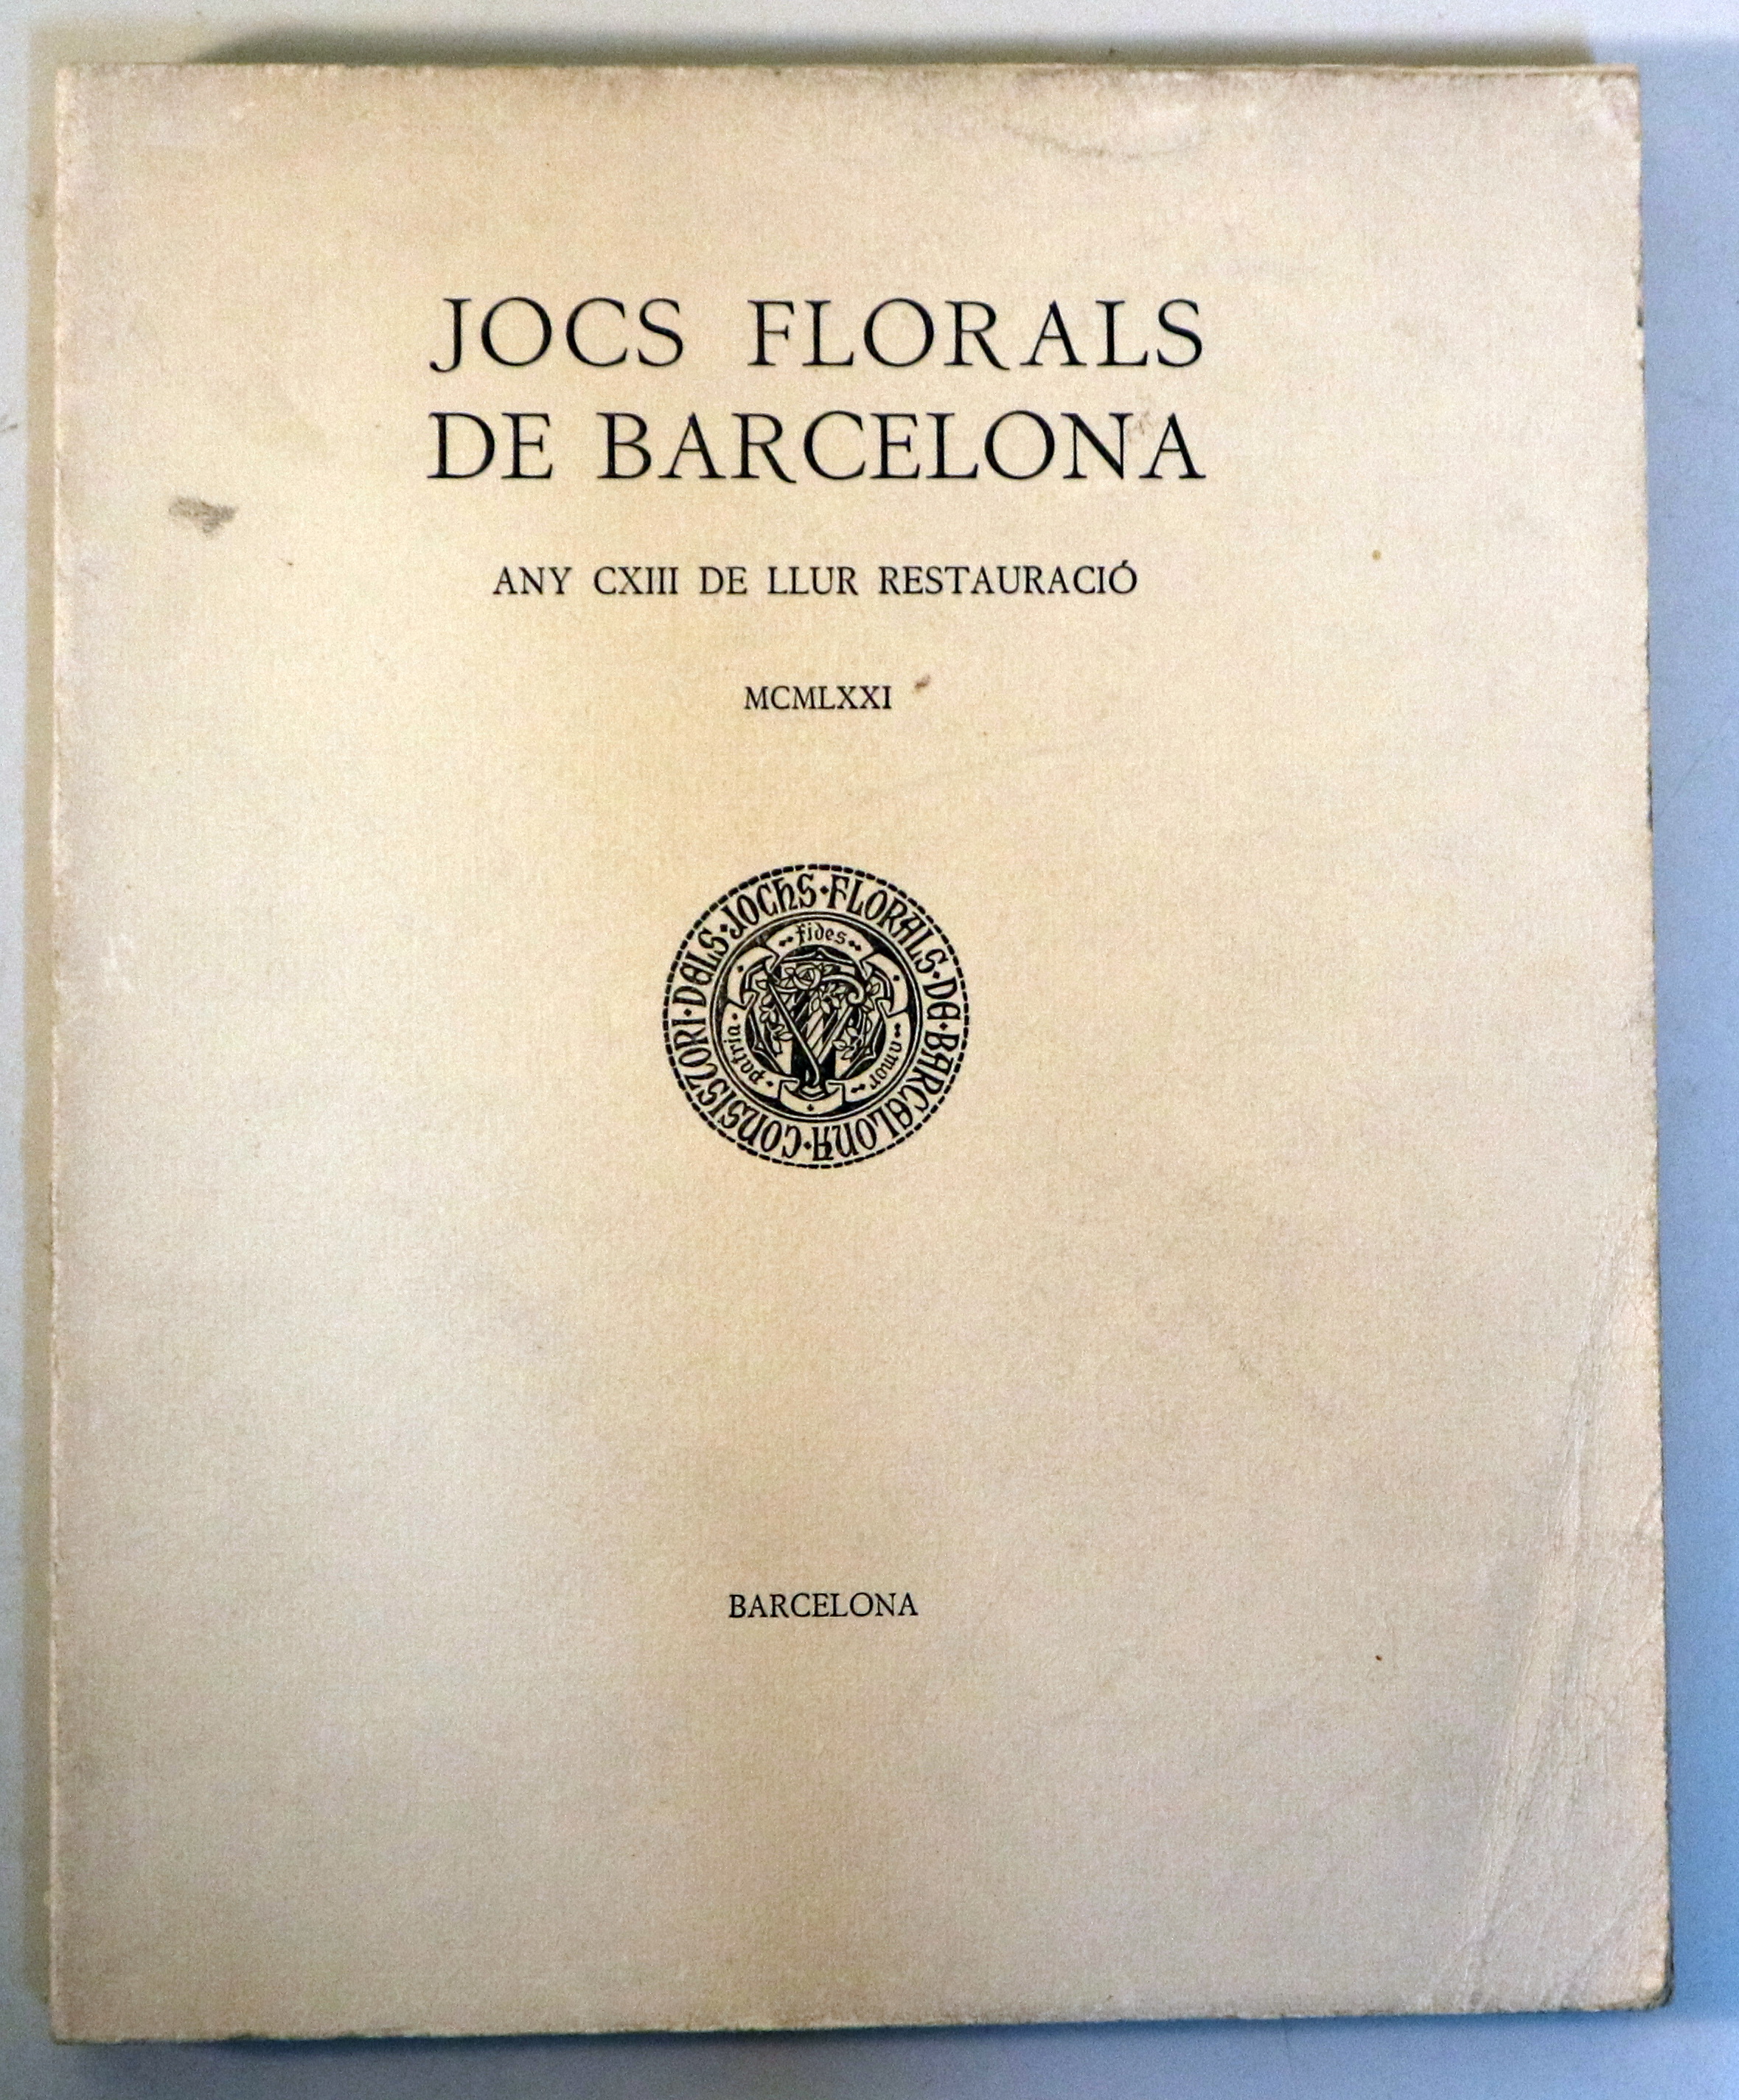 JOCS FLORALS
DE BARCELONA
ANY CXIII DE LLUR RESTAURACIÓ
MCMLXXI
CONSISTORI · DELS · JOCHS · FLORALS · DE · BARCELONA ·
patria · fides · amor
BARCELONA